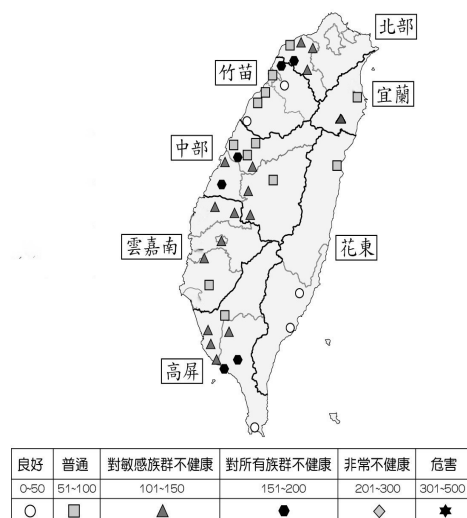 北部
竹苗
宜蘭
中部
雲嘉南
花東
高屏
良好 普通 對敏感族群不健康 對所有族群不健康 非常不健康 危害
0~50 51~100 101~150 151~200 201~300 301~500